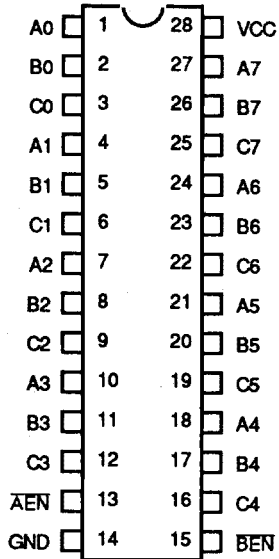 A0 1 28 VCC
B0 2 27 A7
C0 3 26 B7
A1 4 25 C7
B1 5 24 A6
C1 6 23 B6
A2 7 22 C6
B2 8 21 A5
C2 9 20 B5
A3 10 19 C5
B3 11 18 A4
C3 12 17 B4
A̅E̅N̅ 13 16 C4
GND 14 15 B̅E̅N̅